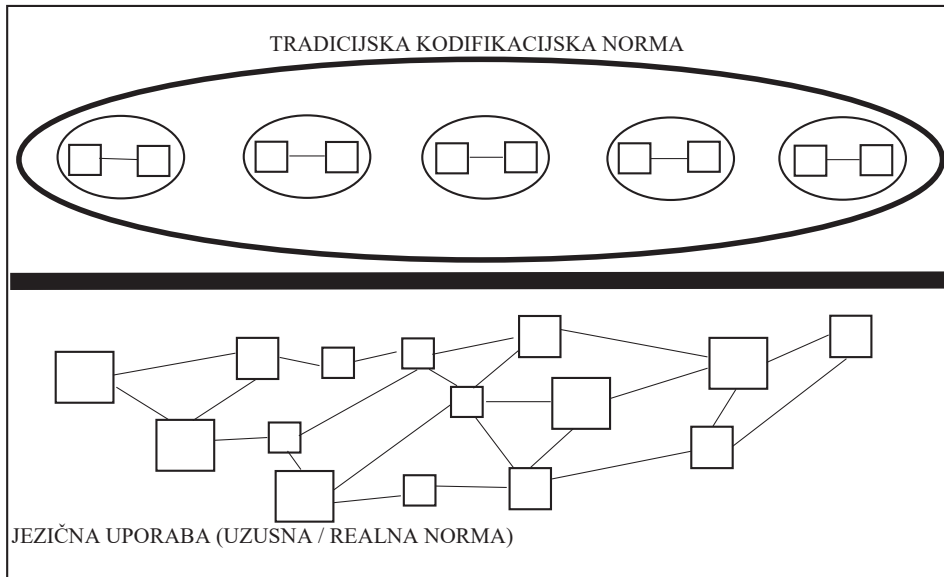 TRADICIJSKA KODIFIKACIJSKA NORMA
JEZIČNA UPORABA (UZUSNA / REALNA NORMA)